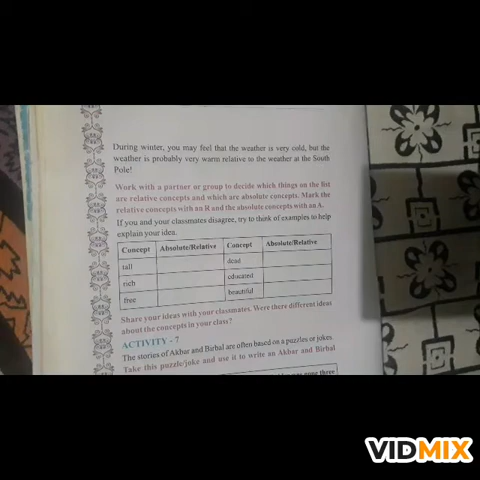 During winter, you may feel that the weather is very cold, but the
weather is probably very warm relative to the weather at the South
Pole!
Work with a partner or group to decide which things on the list
are relative concepts and which are absolute concepts. Mark the
relative concepts with an R and the absolute concepts with an A.
If you and your classmates disagree, try to think of examples to help
explain your idea.
Concept Absolute/Relative Concept Absolute/Relative
tall dead
rich educated
free beautiful
Share your ideas with your classmates. Were there different ideas
about the concepts in your class?
ACTIVITY - 7
The stories of Akbar and Birbal are often based on a puzzles or jokes.
Take this puzzle/joke and use it to write an Akbar and Birbal
three
VIDMIX